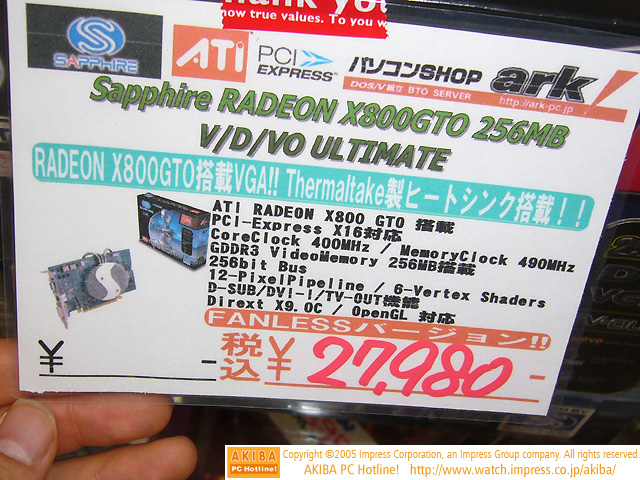 Thank you
now true values. To you w
SAPPHIRE
ATI
PCI
EXPRESS™
パソコンSHOP
DOS/V組立 BTO SERVER
ark
http://ark-pc.jp
Sapphire RADEON X800GTO 256MB
V/D/VO ULTIMATE
RADEON X800GTO搭載VGA!! Thermaltake製ヒートシンク搭載!!
ATI RADEON X800 GTO 搭載
PCI-Express X16対応
CoreClock 400MHz / MemoryClock 490MHz
GDDR3 VideoMemory 256MB搭載
256bit Bus
12-PixelPipeline / 6-Vertex Shaders
D-SUB/DVI-I/TV-OUT機能
Dirext X9.0C / OpenGL 対応
FANLESSバージョン!!
¥ -
税込 ¥ 27,980 -
AKIBA
PC Hotline!
Copyright ©2005 Impress Corporation, an Impress Group company. All rights reserved.
AKIBA PC Hotline! http://www.watch.impress.co.jp/akiba/